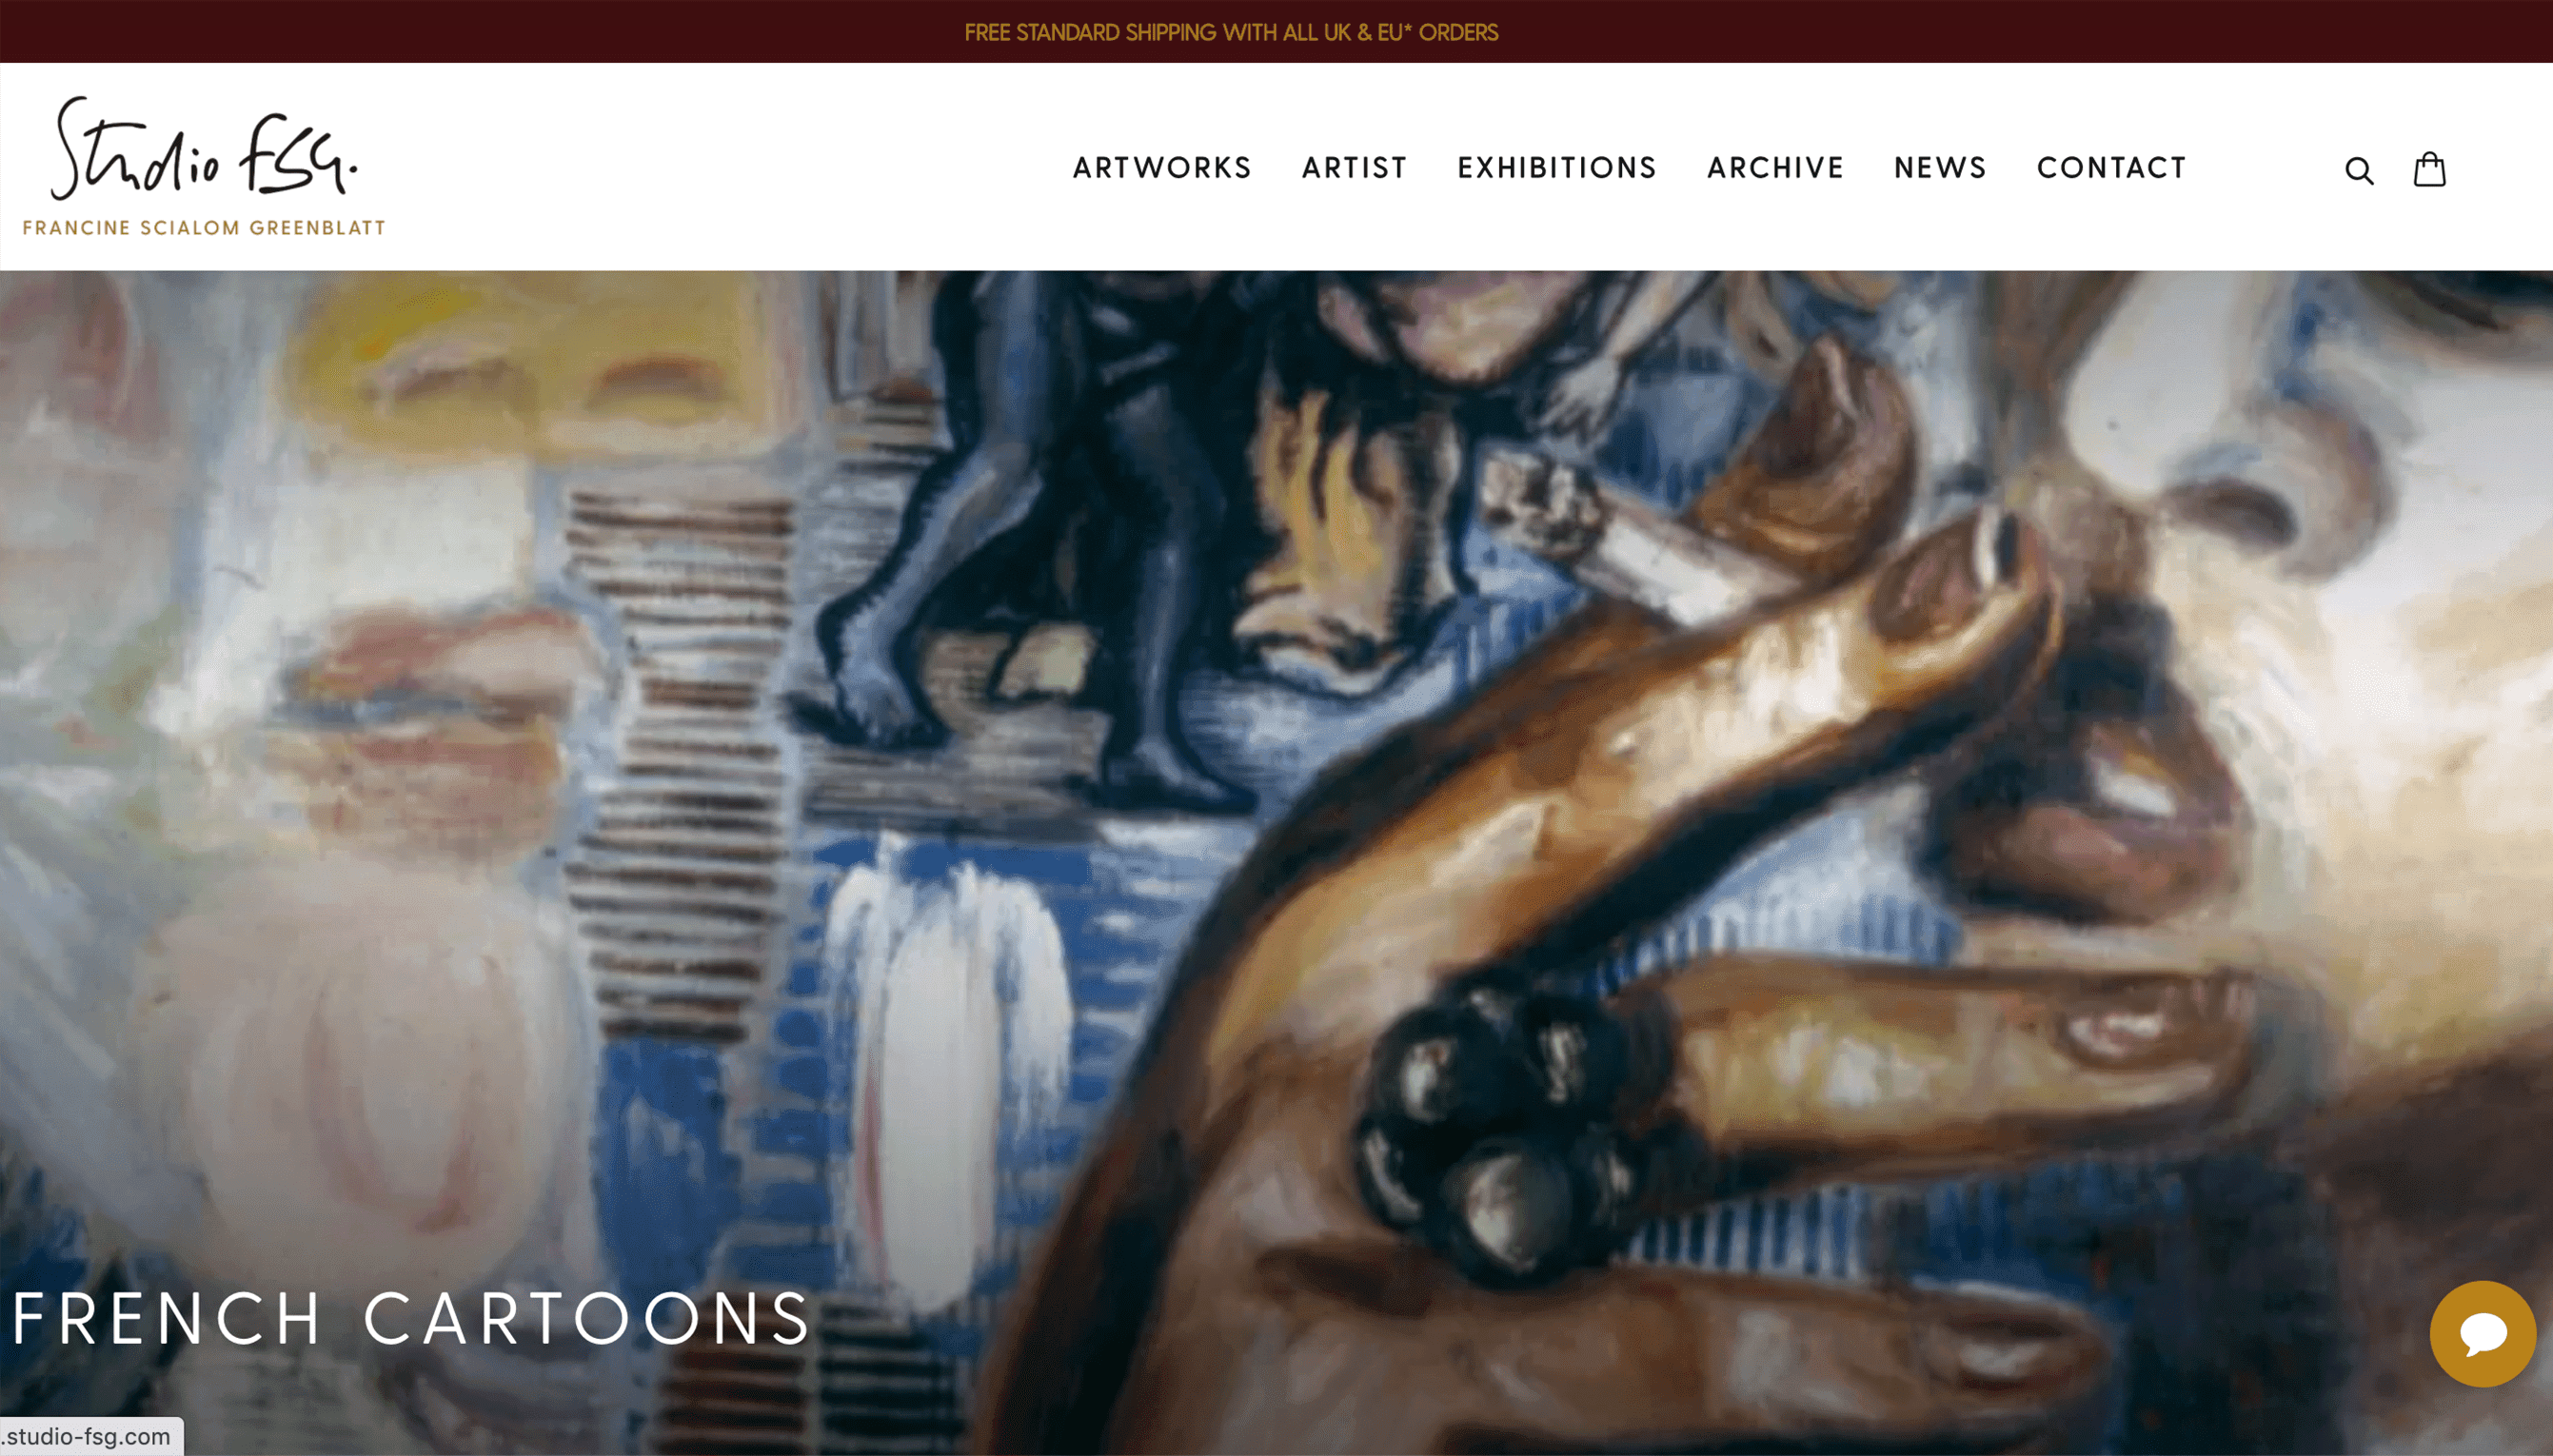 FREE STANDARD SHIPPING WITH ALL UK & EU* ORDERS
Studio fsg.
FRANCINE SCIALOM GREENBLATT
ARTWORKS ARTIST EXHIBITIONS ARCHIVE NEWS CONTACT
FRENCH CARTOONS
.studio-fsg.com